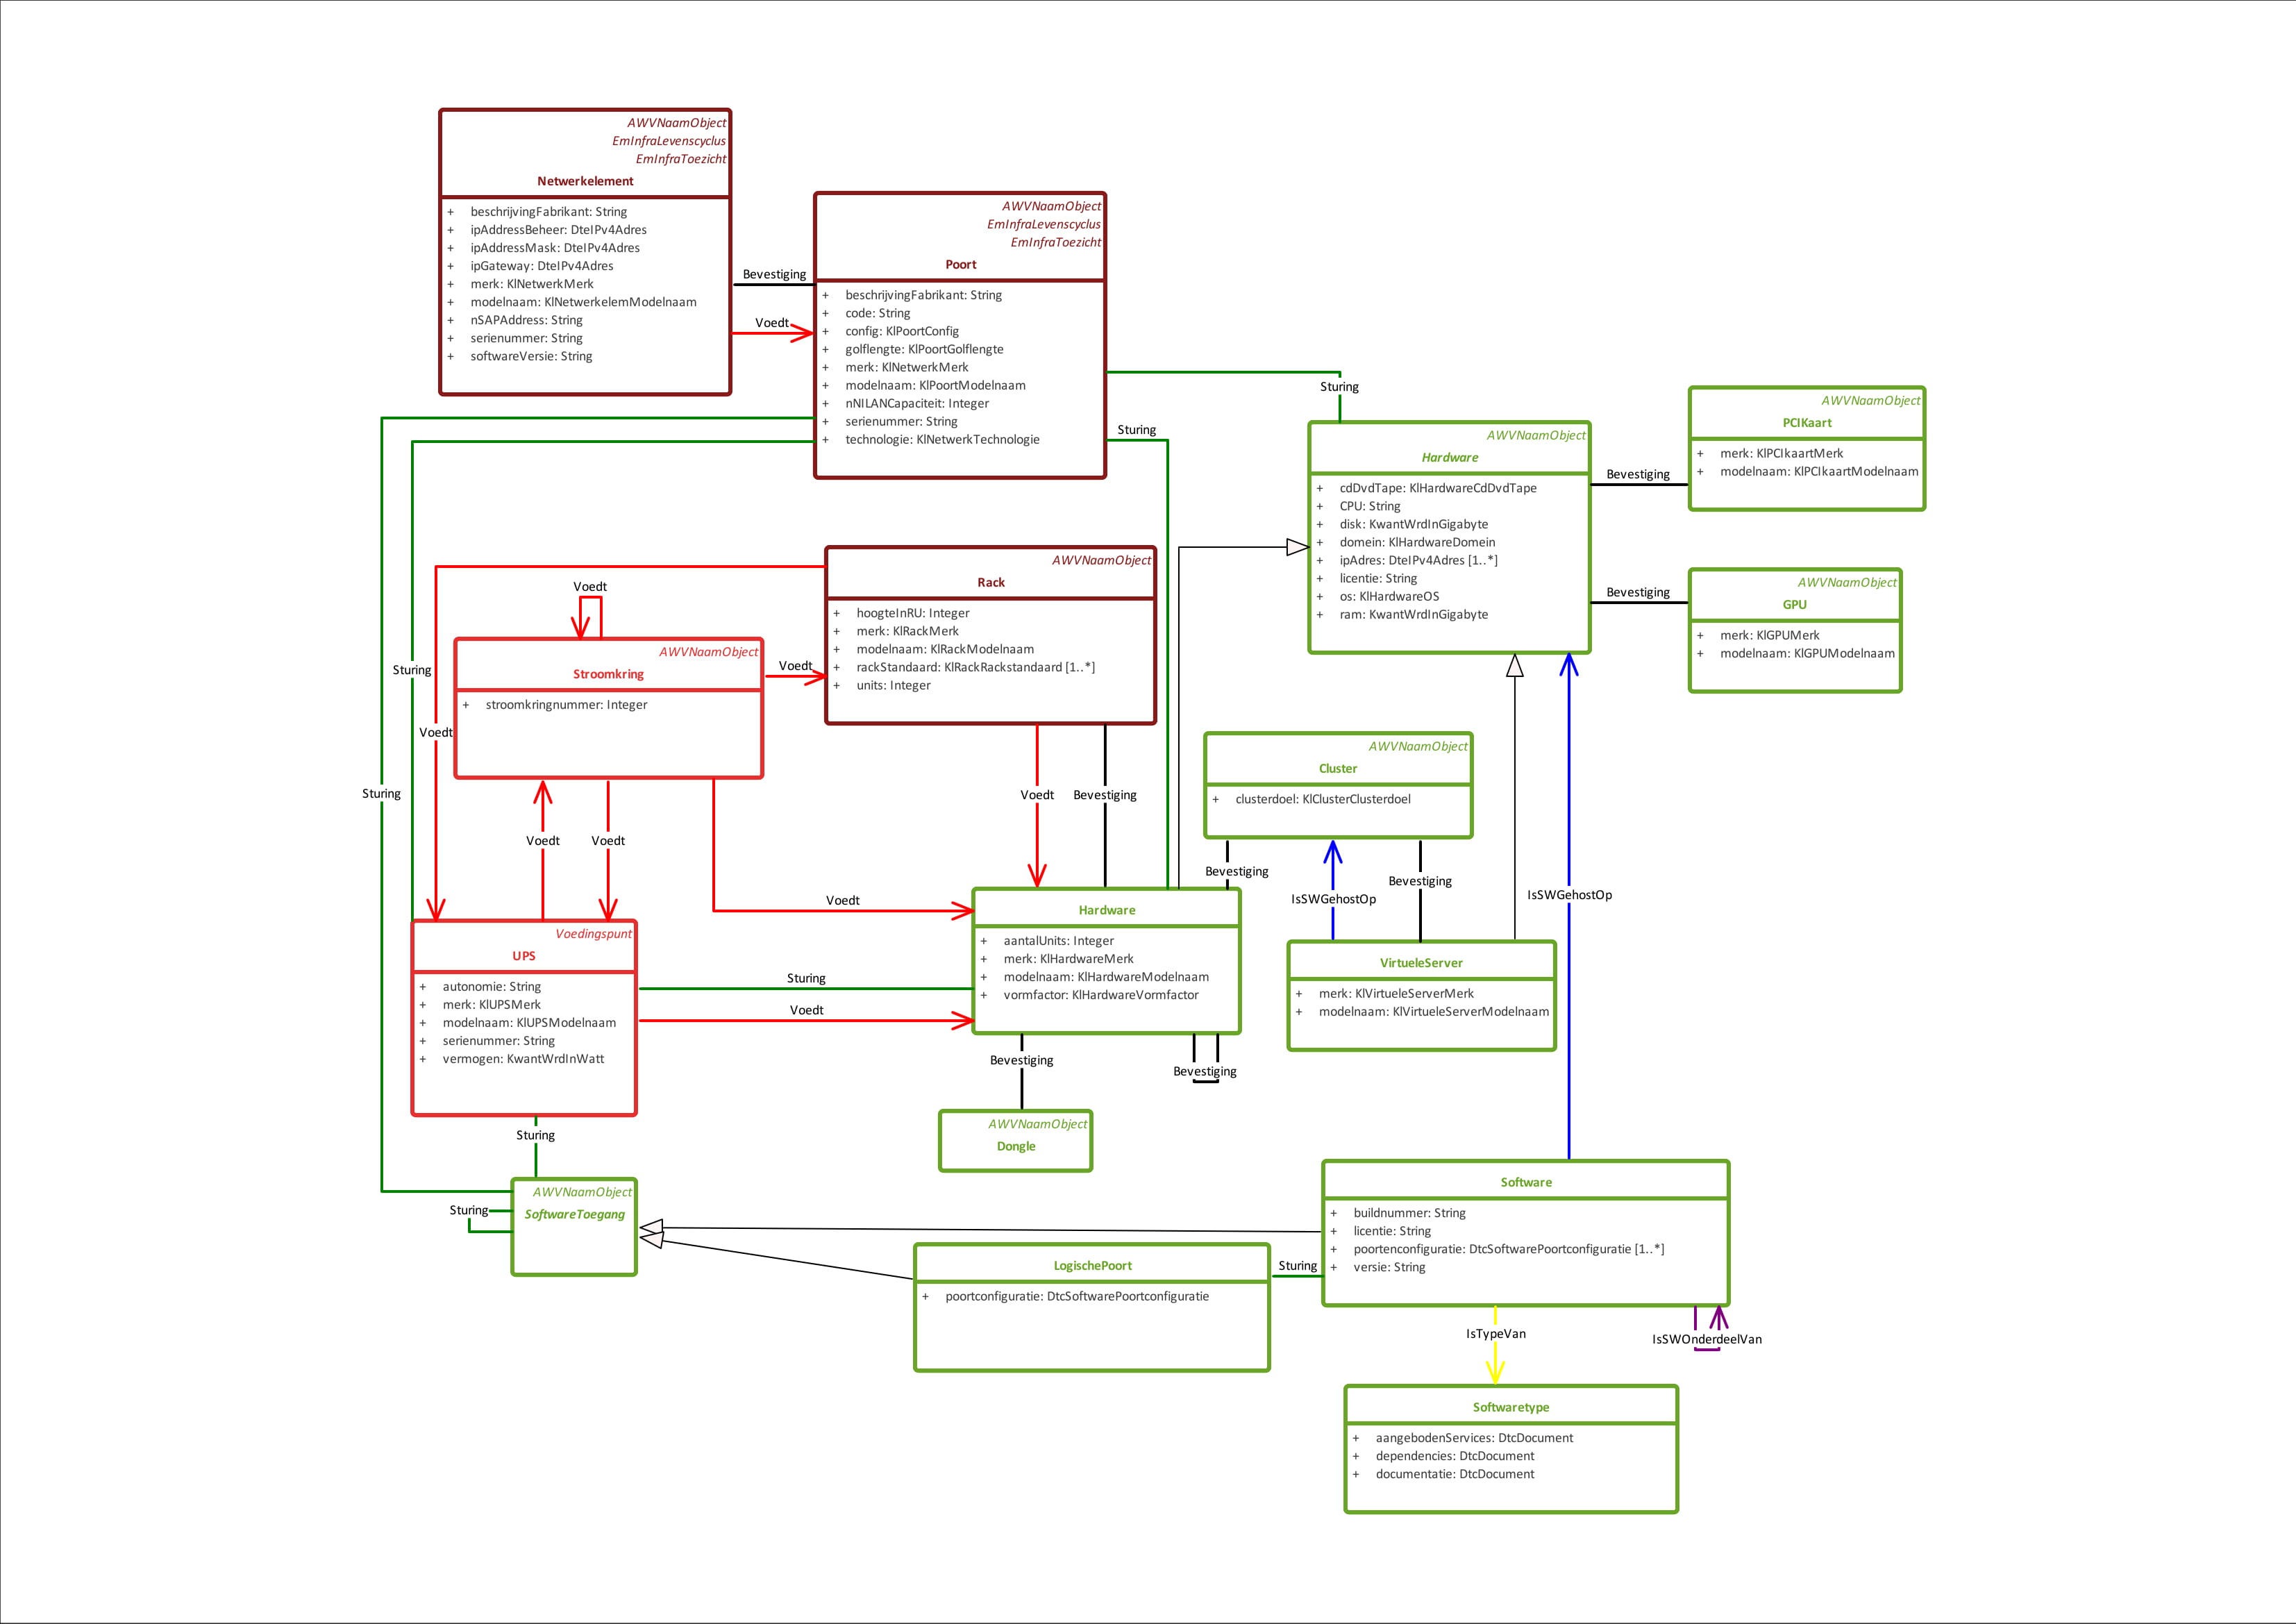 AWVNaamObject
EmInfraLevenscyclus
EmInfraToezicht
Netwerkelement
+ beschrijvingFabrikant: String
+ ipAddressBeheer: DteIPv4Adres
+ ipAddressMask: DteIPv4Adres
+ ipGateway: DteIPv4Adres
+ merk: KlNetwerkMerk
+ modelnaam: KlNetwerkelemModelnaam
+ nSAPAddress: String
+ serienummer: String
+ softwareVersie: String
Bevestiging
Voedt
AWVNaamObject
EmInfraLevenscyclus
EmInfraToezicht
Poort
+ beschrijvingFabrikant: String
+ code: String
+ config: KlPoortConfig
+ golflengte: KlPoortGolflengte
+ merk: KlNetwerkMerk
+ modelnaam: KlPoortModelnaam
+ nNILANCapaciteit: Integer
+ serienummer: String
+ technologie: KlNetwerkTechnologie
Sturing
Sturing
AWVNaamObject
Hardware
+ cdDvdTape: KlHardwareCdDvdTape
+ CPU: String
+ disk: KwantWrdInGigabyte
+ domein: KlHardwareDomein
+ ipAdres: DteIPv4Adres [1..*]
+ licentie: String
+ os: KlHardwareOS
+ ram: KwantWrdInGigabyte
Bevestiging
AWVNaamObject
PCIKaart
+ merk: KlPCIkaartMerk
+ modelnaam: KlPCIkaartModelnaam
Bevestiging
AWVNaamObject
GPU
+ merk: KlGPUMerk
+ modelnaam: KlGPUModelnaam
AWVNaamObject
Rack
+ hoogteInRU: Integer
+ merk: KlRackMerk
+ modelnaam: KlRackModelnaam
+ rackStandaard: KlRackRackstandaard [1..*]
+ units: Integer
Voedt
AWVNaamObject
Stroomkring
+ stroomkringnummer: Integer
Voedt
Sturing
Voedt
Sturing
Voedt
Voedt
Voedt
Voedt
Bevestiging
AWVNaamObject
Cluster
+ clusterdoel: KlClusterClusterdoel
Bevestiging
IsSWGehostOp
Bevestiging
IsSWGehostOp
Voedingspunt
UPS
+ autonomie: String
+ merk: KlUPSMerk
+ modelnaam: KlUPSModelnaam
+ serienummer: String
+ vermogen: KwantWrdInWatt
Sturing
Voedt
Hardware
+ aantalUnits: Integer
+ merk: KlHardwareMerk
+ modelnaam: KlHardwareModelnaam
+ vormfactor: KlHardwareVormfactor
VirtueleServer
+ merk: KlVirtueleServerMerk
+ modelnaam: KlVirtueleServerModelnaam
Bevestiging
Bevestiging
AWVNaamObject
Dongle
Sturing
AWVNaamObject
SoftwareToegang
Sturing
Software
+ buildnummer: String
+ licentie: String
+ poortenconfiguratie: DtcSoftwarePoortconfiguratie [1..*]
+ versie: String
LogischePoort
+ poortconfiguratie: DtcSoftwarePoortconfiguratie
Sturing
IsTypeVan
IsSWOnderdeelVan
Softwaretype
+ aangebodenServices: DtcDocument
+ dependencies: DtcDocument
+ documentatie: DtcDocument